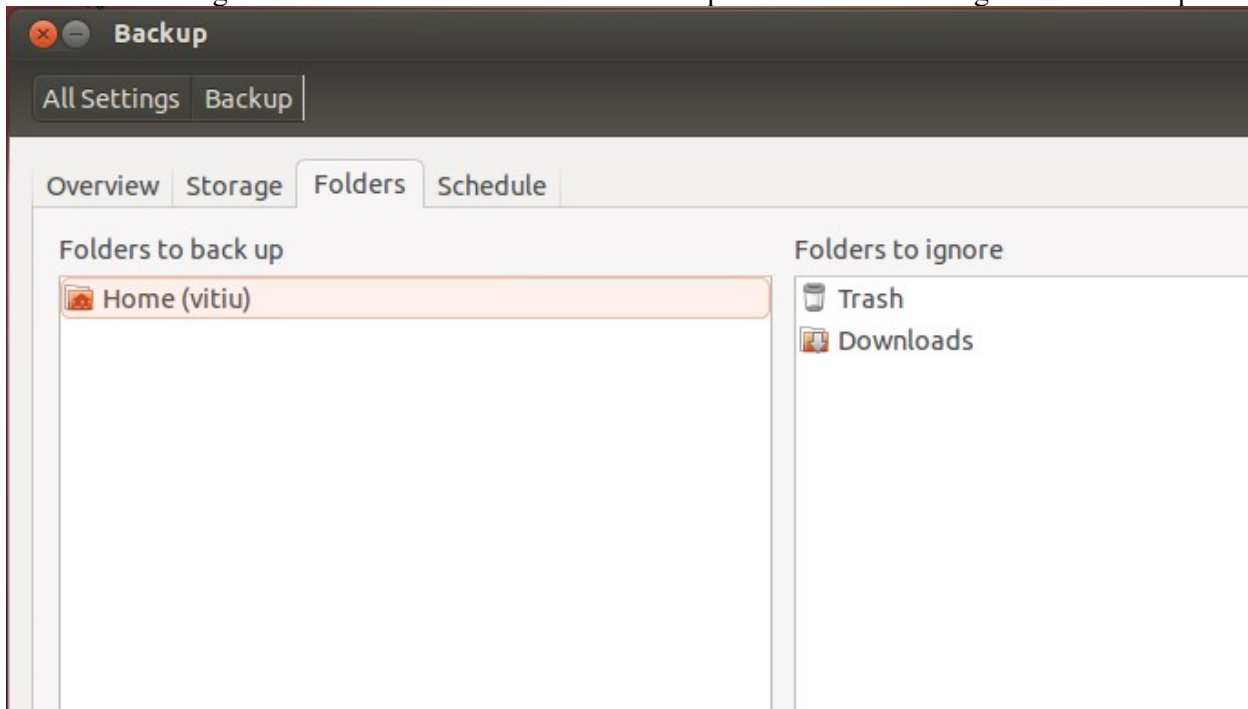 Backup
All Settings Backup
Overview Storage Folders Schedule
Folders to back up
Home (vitiu)
Folders to ignore
Trash
Downloads